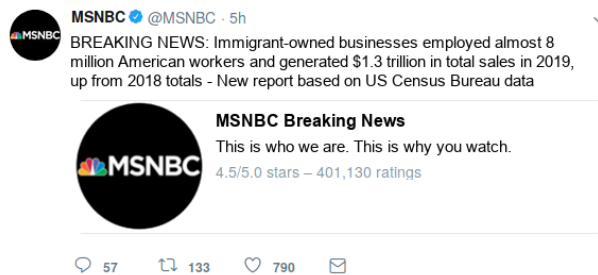 MSNBC @MSNBC · 5h
MSNBC
BREAKING NEWS: Immigrant-owned businesses employed almost 8
million American workers and generated $1.3 trillion in total sales in 2019,
up from 2018 totals - New report based on US Census Bureau data
MSNBC
MSNBC Breaking News
This is who we are. This is why you watch.
4.5/5.0 stars – 401,130 ratings
57 133 790